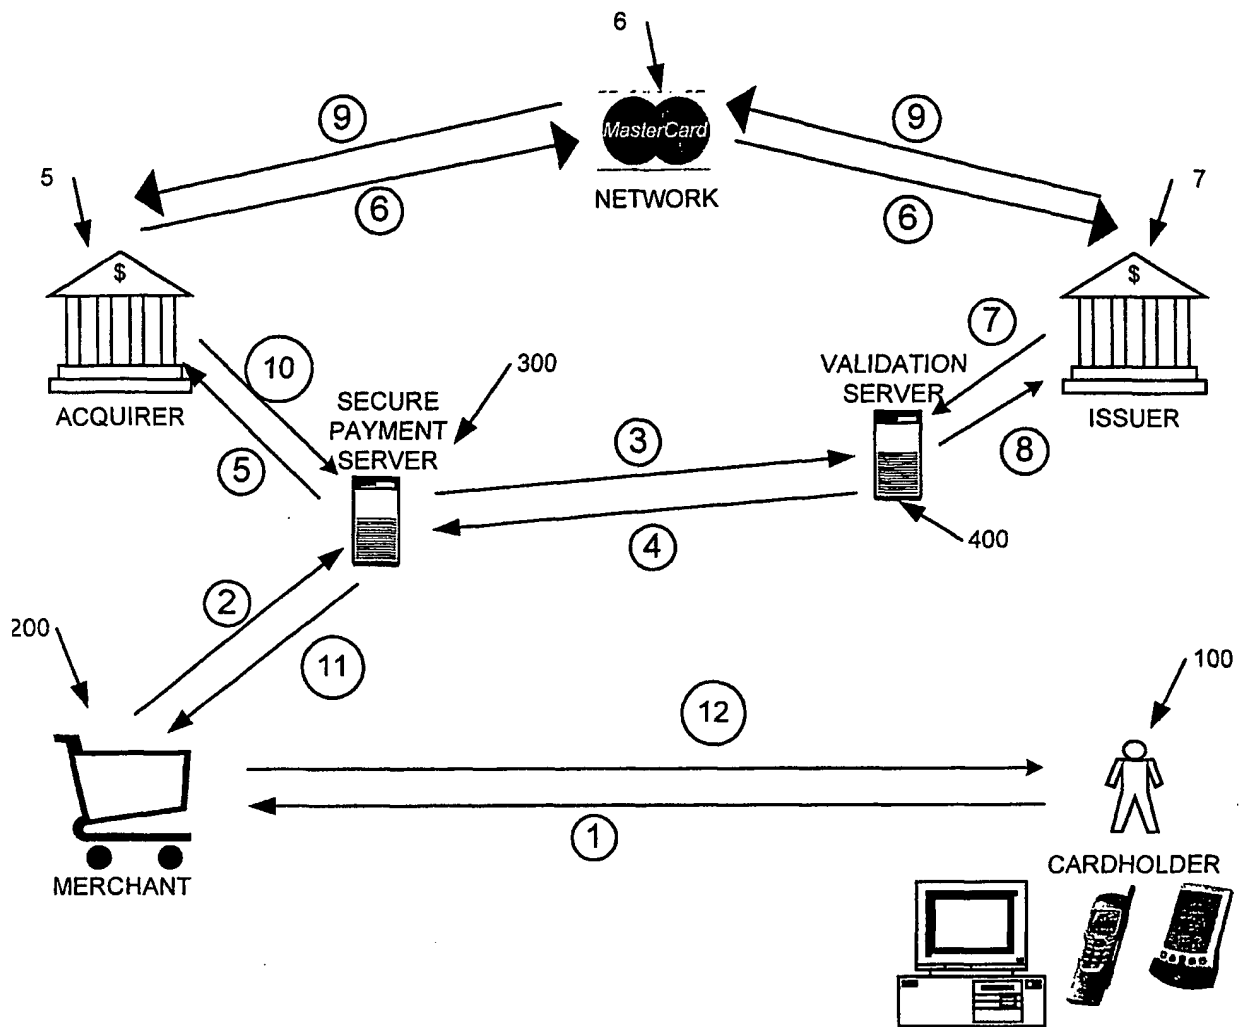 6
9
MasterCard
9
5
6
NETWORK
6
7
$
$
10
7
300
VALIDATION
SERVER
ACQUIRER
SECURE
PAYMENT
SERVER
ISSUER
5
3
8
4
400
2
200
11
100
12
1
MERCHANT
CARDHOLDER